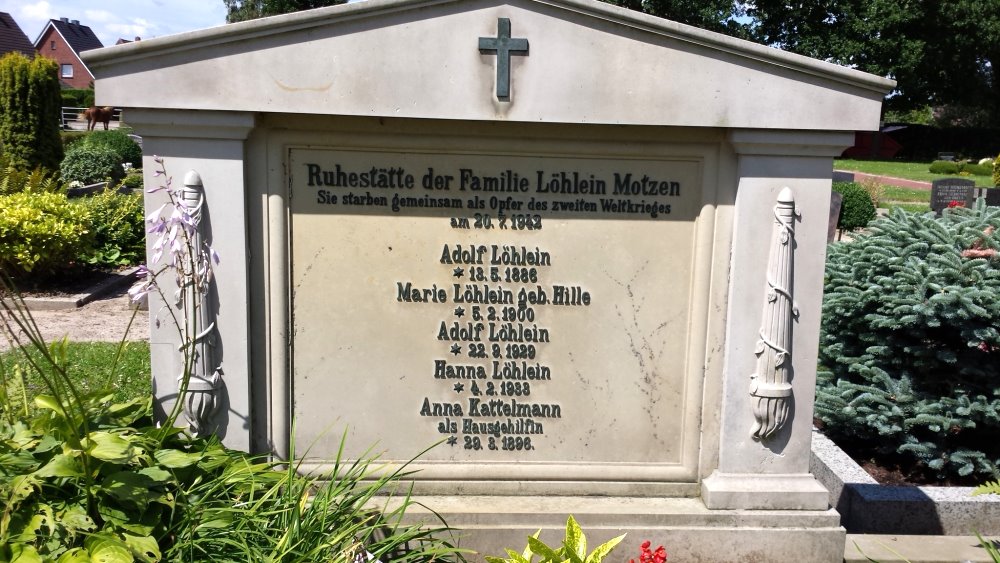 Ruhestätte der Familie Löhlein Motzen
Sie starben gemeinsam als Opfer des zweiten Weltkrieges
am 20. 7. 1942
Adolf Löhlein
* 13. 5. 1886
Marie Löhlein geb. Hille
* 5. 2. 1900
Adolf Löhlein
* 22. 9. 1929
Hanna Löhlein
* 4. 2. 1933
Anna Kattelmann
als Hausgehilfin
* 29. 3. 1896.